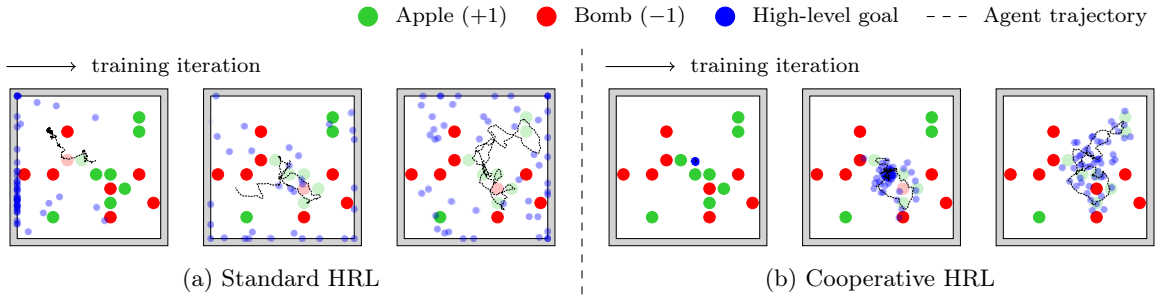 Apple (+1) Bomb (−1) High-level goal Agent trajectory
training iteration training iteration
(a) Standard HRL (b) Cooperative HRL